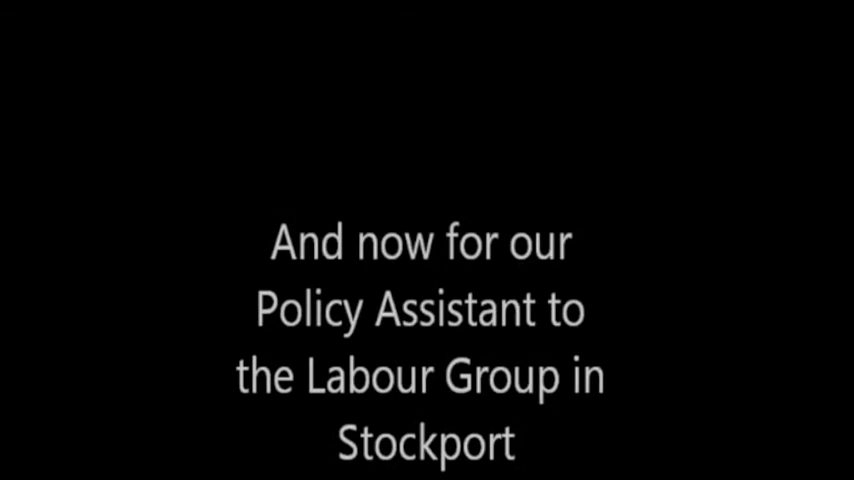 And now for our
Policy Assistant to
the Labour Group in
Stockport